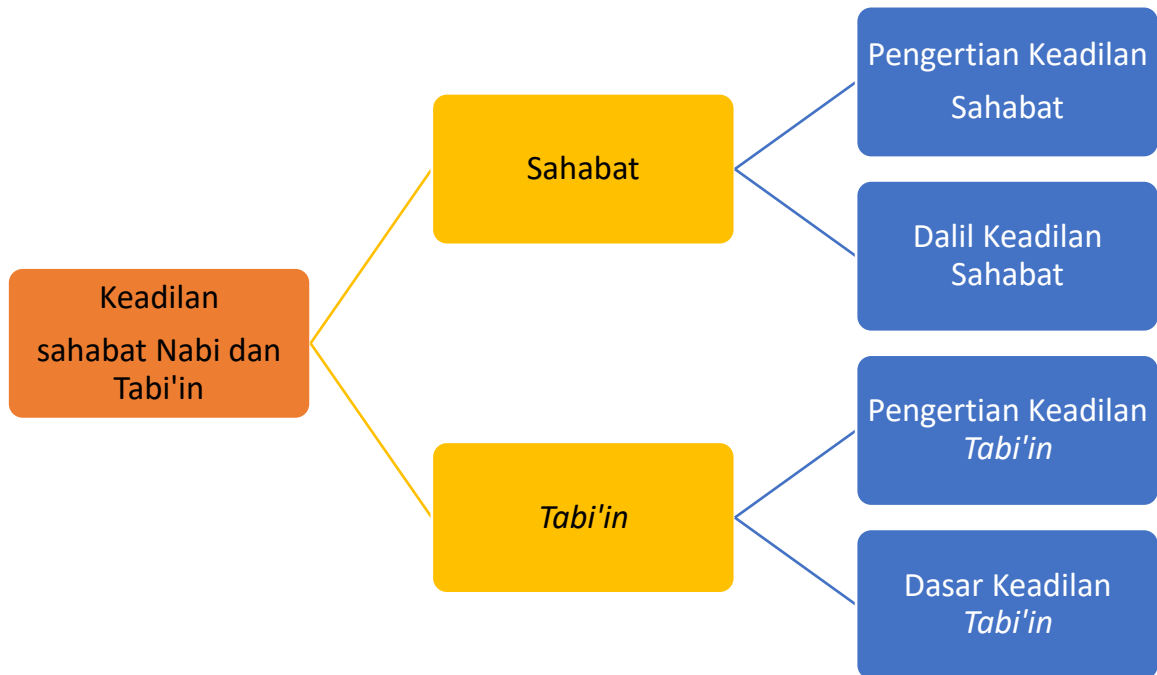 Keadilan
sahabat Nabi dan
Tabi'in
Sahabat
Pengertian Keadilan
Sahabat
Dalil Keadilan
Sahabat
Tabi'in
Pengertian Keadilan
Tabi'in
Dasar Keadilan
Tabi'in